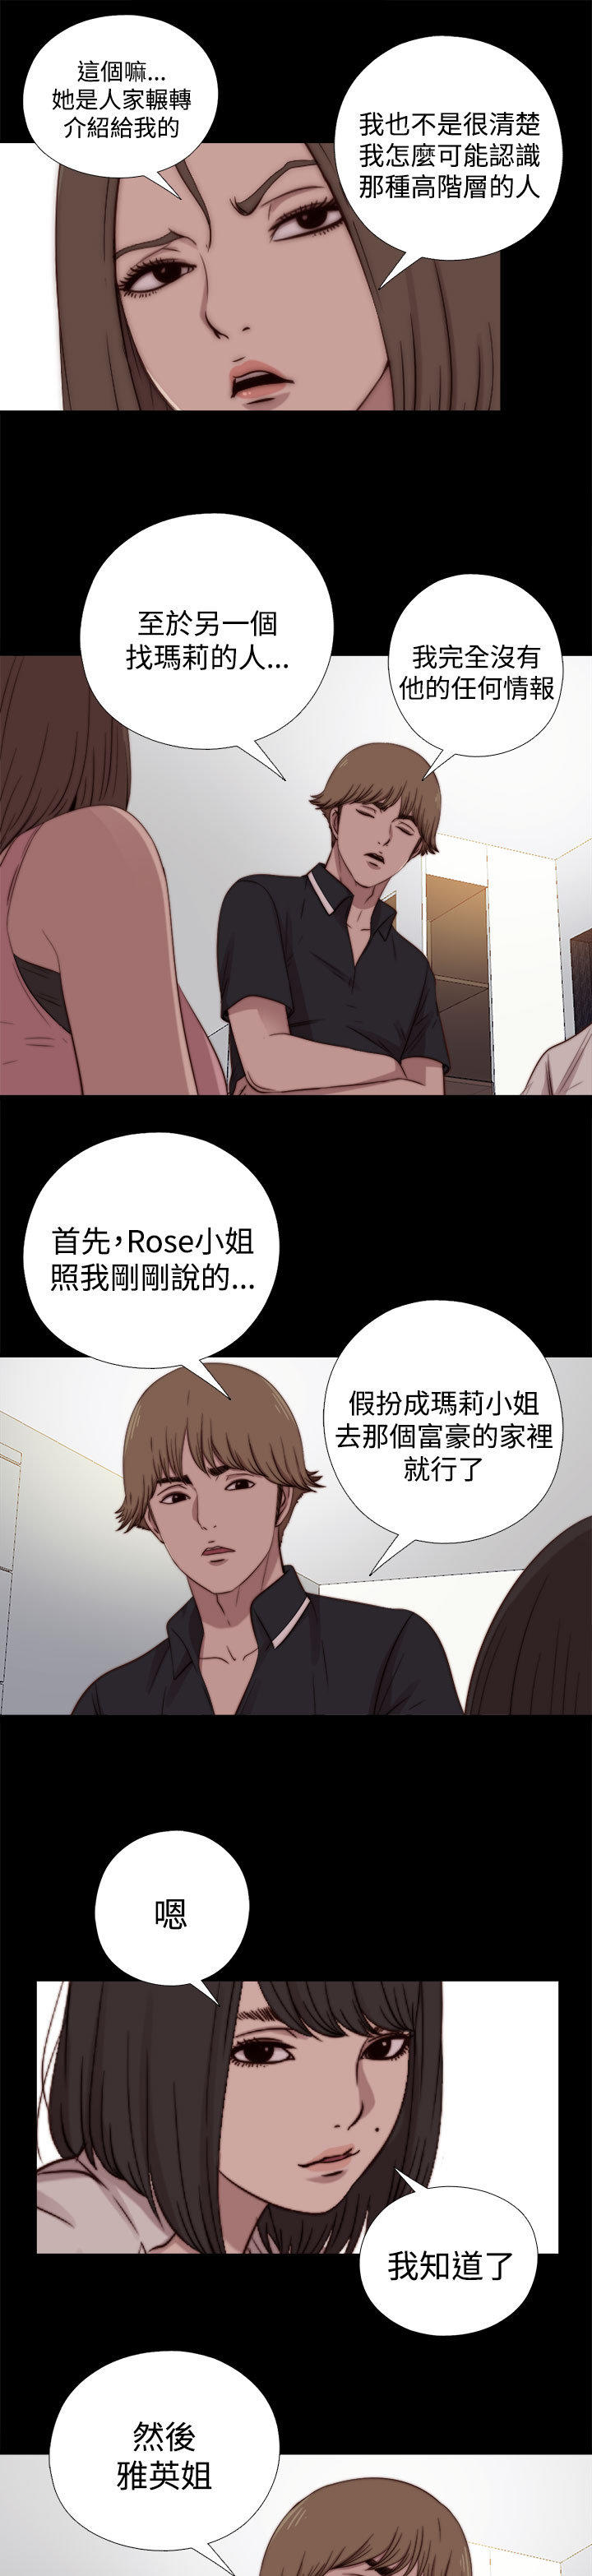 這個嘛...
她是人家輾轉
介紹給我的
我也不是很清楚
我怎麼可能認識
那種高階層的人
至於另一個
找瑪莉的人...
我完全沒有
他的任何情報
首先，Rose小姐
照我剛剛說的...
假扮成瑪莉小姐
去那個富豪的家裡
就行了
嗯
我知道了
然後
雅英姐